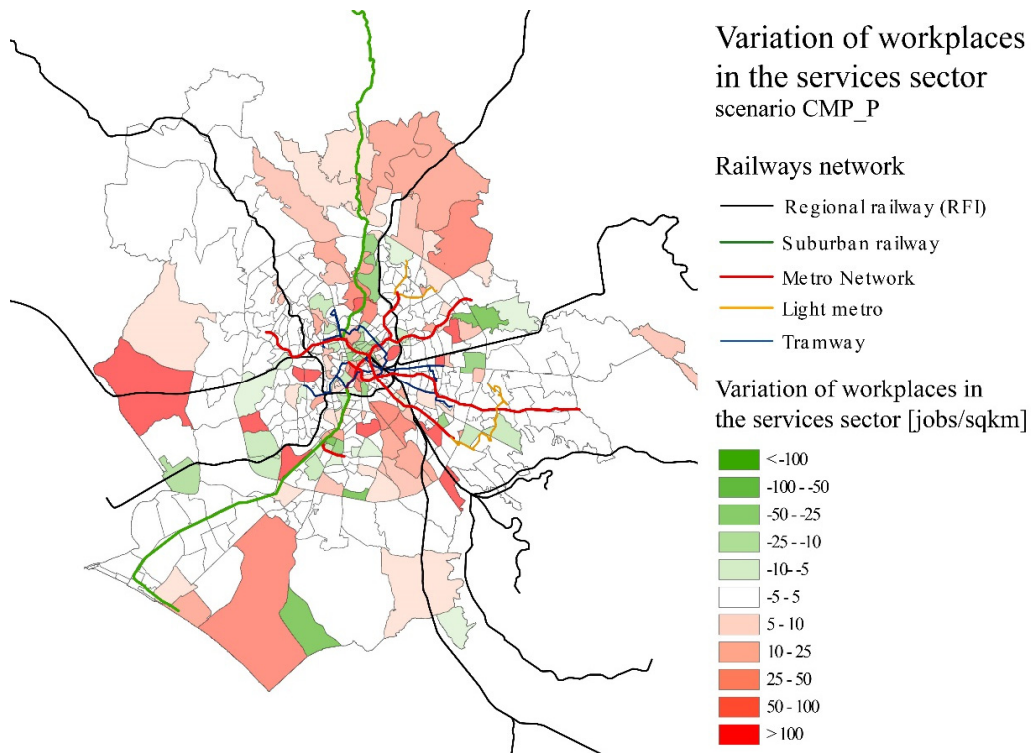 Variation of workplaces
in the services sector
scenario CMP_P
Railways network
Regional railway (RFI)
Suburban railway
Metro Network
Light metro
Tramway
Variation of workplaces in
the services sector [jobs/sqkm]
< -100
-100 - -50
-50 - -25
-25 - -10
-10 - -5
-5 - 5
5 - 10
10 - 25
25 - 50
50 - 100
> 100